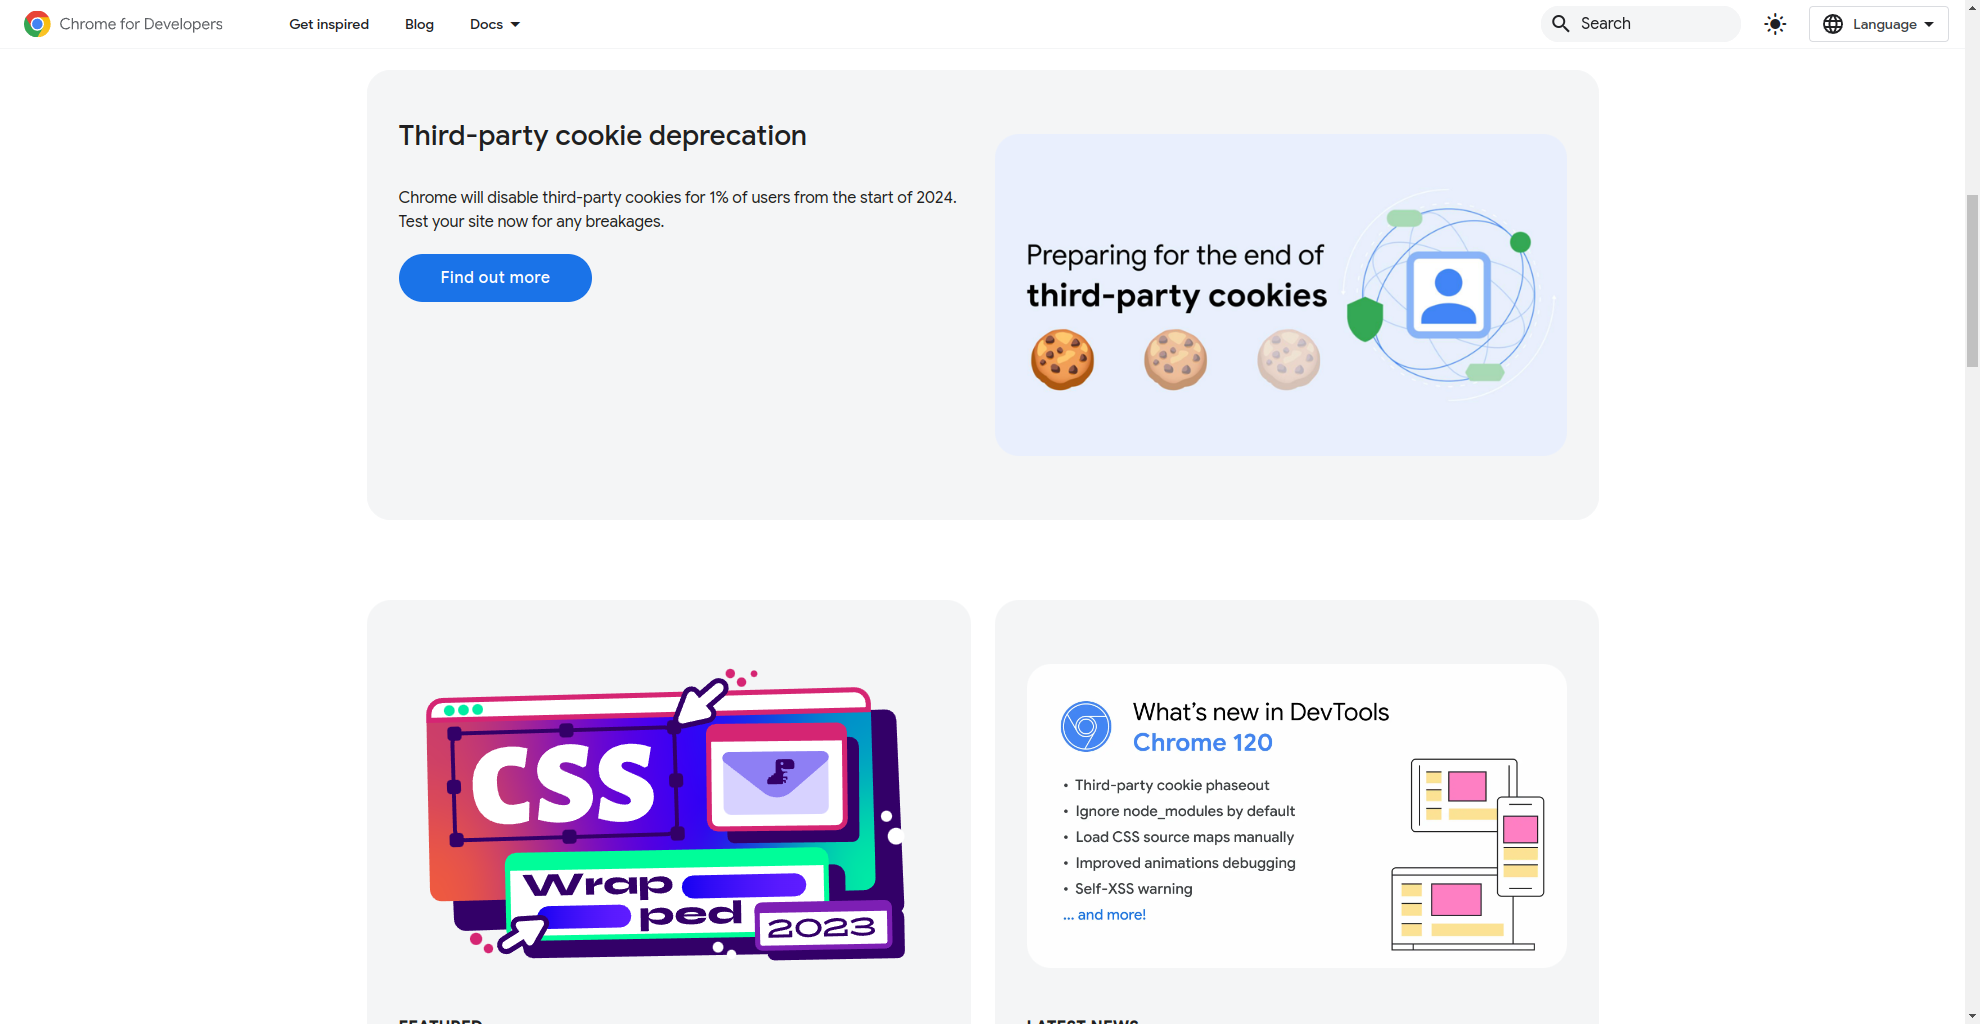 Chrome for Developers
Get inspired
Blog
Docs
Search
Language
Third-party cookie deprecation
Chrome will disable third-party cookies for 1% of users from the start of 2024.
Test your site now for any breakages.
Find out more
Preparing for the end of
third-party cookies
CSS
Wrap
ped
2023
What's new in DevTools
Chrome 120
• Third-party cookie phaseout
• Ignore node_modules by default
• Load CSS source maps manually
• Improved animations debugging
• Self-XSS warning
... and more!
FEATURED
LATEST NEWS